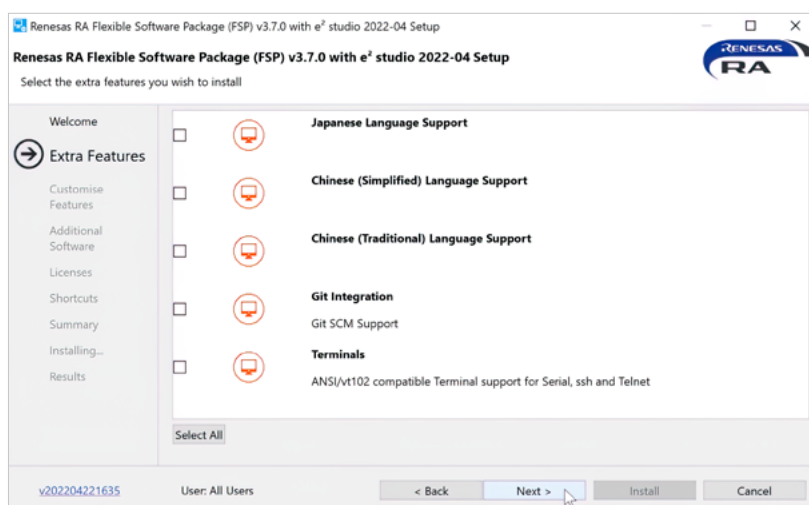 Renesas RA Flexible Software Package (FSP) v3.7.0 with e² studio 2022-04 Setup
Renesas RA Flexible Software Package (FSP) v3.7.0 with e² studio 2022-04 Setup
Select the extra features you wish to install
RENESAS
RA
Welcome
Extra Features
Customise
Features
Additional
Software
Licenses
Shortcuts
Summary
Installing...
Results
Japanese Language Support
Chinese (Simplified) Language Support
Chinese (Traditional) Language Support
Git Integration
Git SCM Support
Terminals
ANSI/vt102 compatible Terminal support for Serial, ssh and Telnet
Select All
v202204221635
User: All Users
< Back
Next >
Install
Cancel